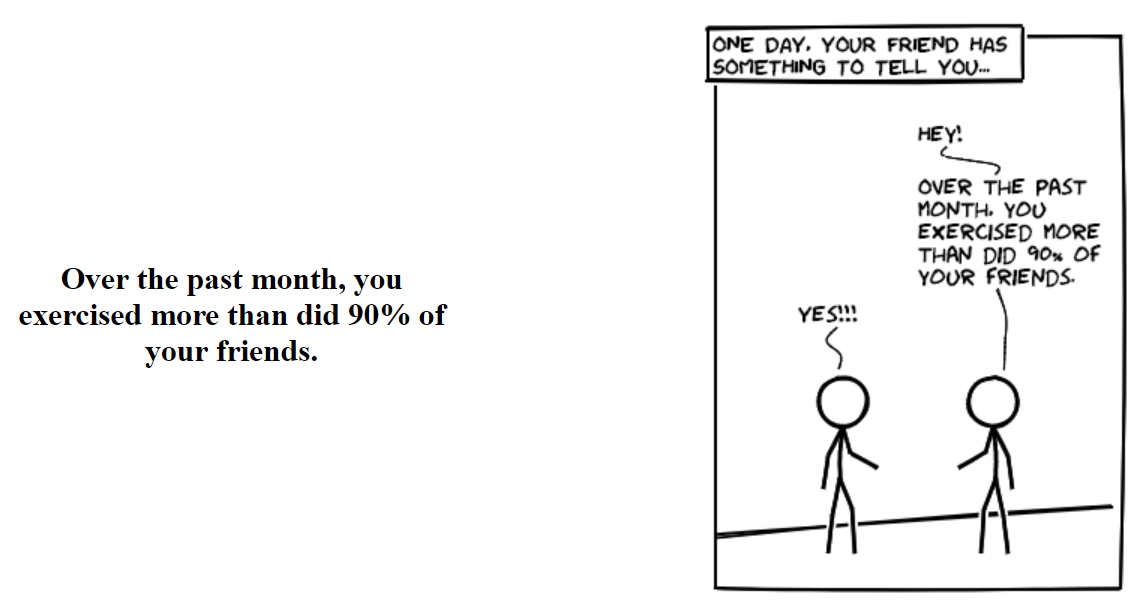 Over the past month, you
exercised more than did 90% of
your friends.
ONE DAY, YOUR FRIEND HAS
SOMETHING TO TELL YOU...
HEY!
OVER THE PAST
MONTH, YOU
EXERCISED MORE
THAN DID 90% OF
YOUR FRIENDS.
YES!!!